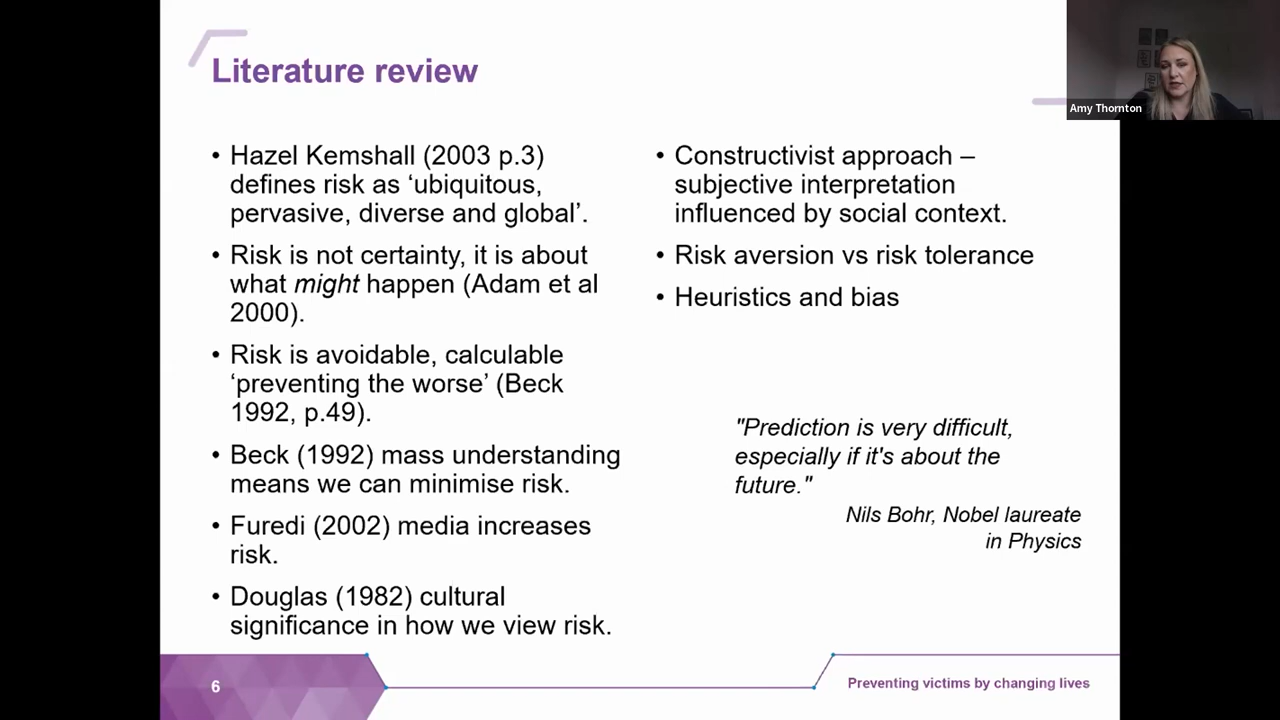 Literature review
Amy Thornton
• Hazel Kemshall (2003 p.3)
defines risk as ‘ubiquitous,
pervasive, diverse and global’.
• Risk is not certainty, it is about
what might happen (Adam et al
2000).
• Risk is avoidable, calculable
‘preventing the worse’ (Beck
1992, p.49).
• Beck (1992) mass understanding
means we can minimise risk.
• Furedi (2002) media increases
risk.
• Douglas (1982) cultural
significance in how we view risk.
• Constructivist approach –
subjective interpretation
influenced by social context.
• Risk aversion vs risk tolerance
• Heuristics and bias
"Prediction is very difficult,
especially if it's about the
future."
Nils Bohr, Nobel laureate
in Physics
6
Preventing victims by changing lives